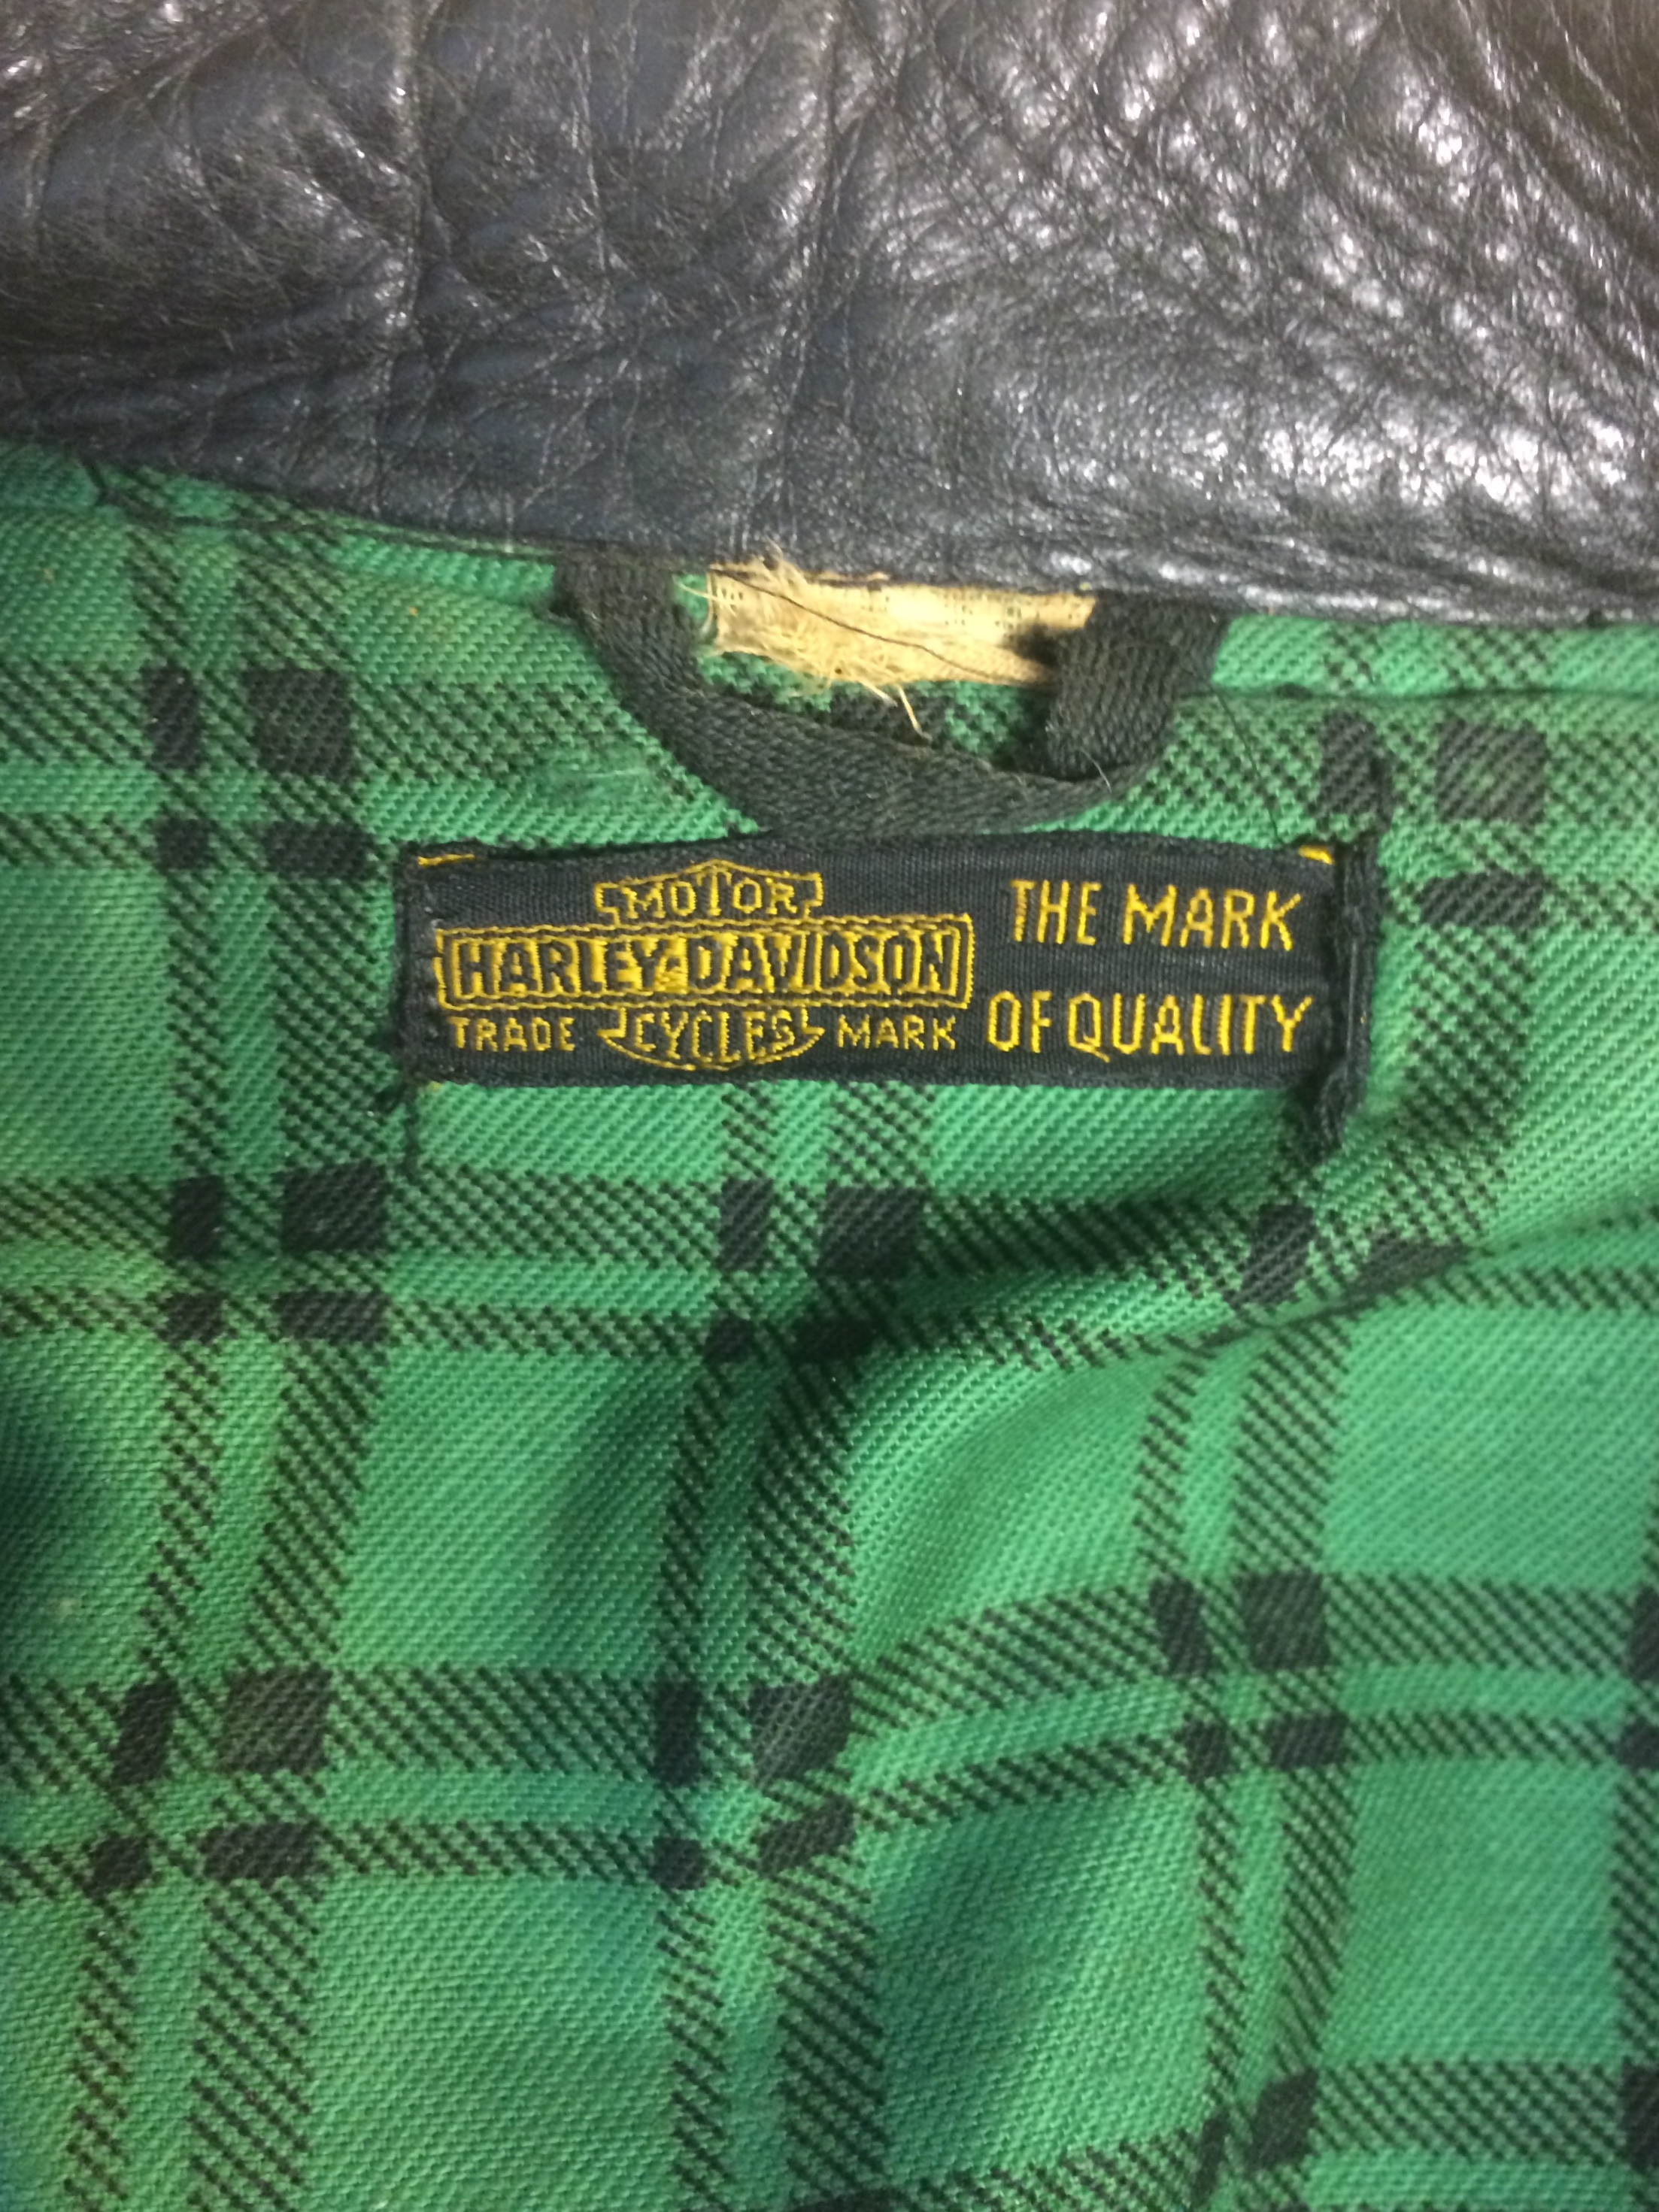 MOTOR
HARLEY-DAVIDSON
TRADE CYCLES MARK
THE MARK
OF QUALITY